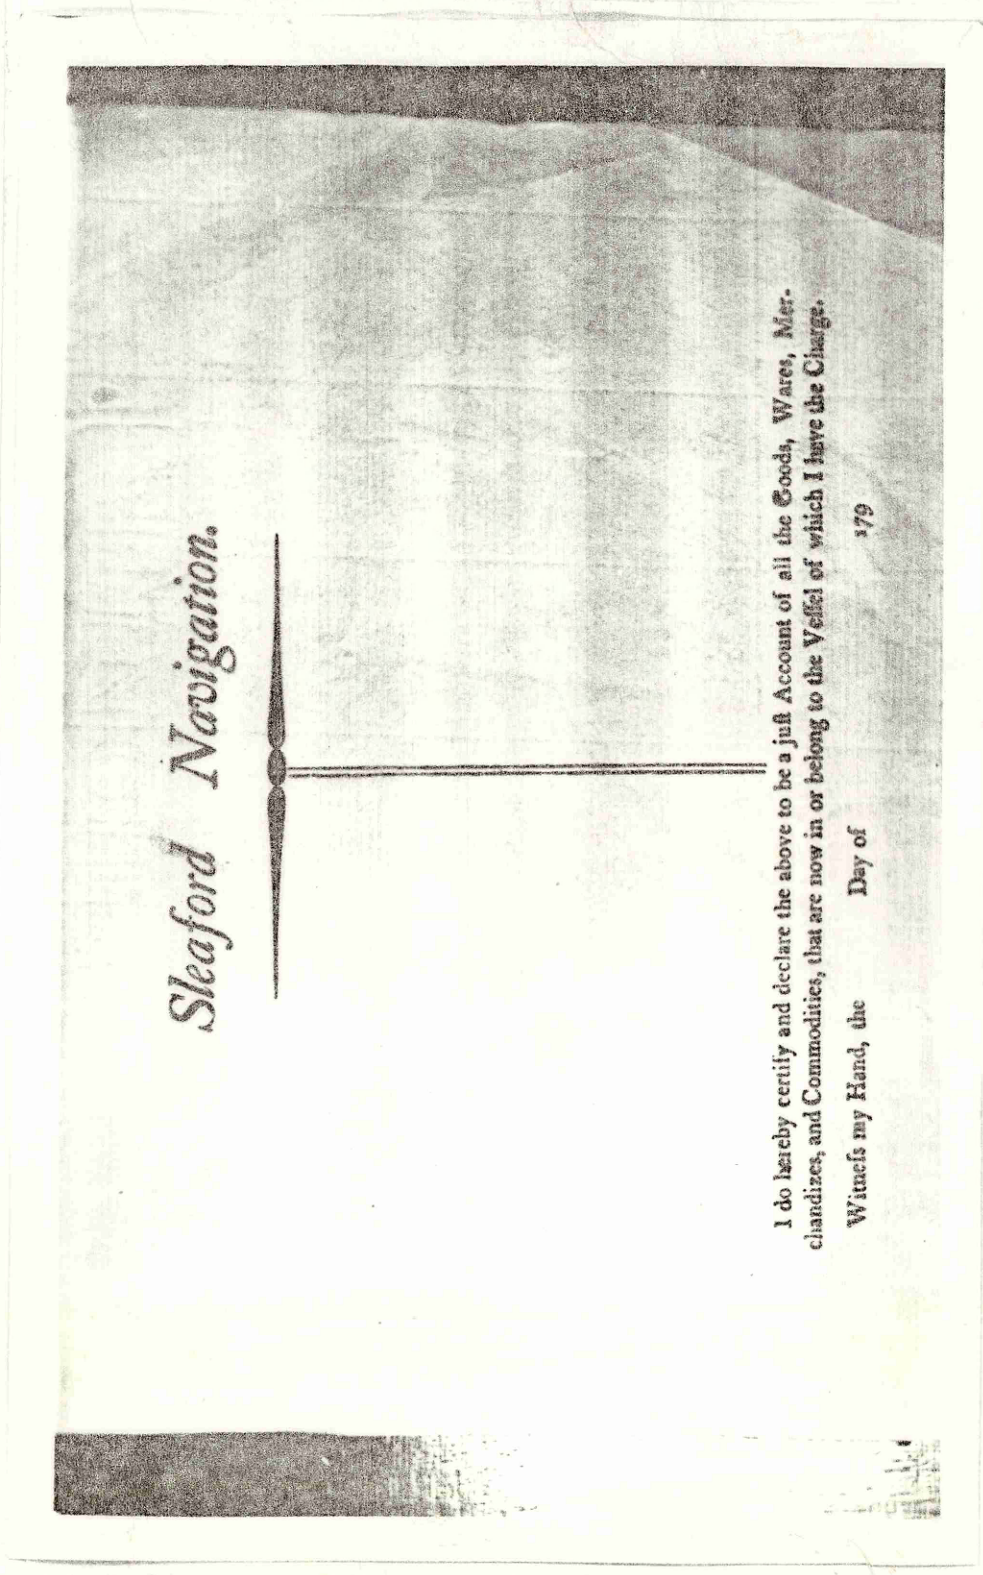 Sleaford Navigation.
I do hereby certify and declare the above to be a juſt Account of all the Goods, Wares, Mer-
chandizes, and Commodities, that are now in or belong to the Veſſel of which I have the Charge.
Witneſs my Hand, the Day of 179